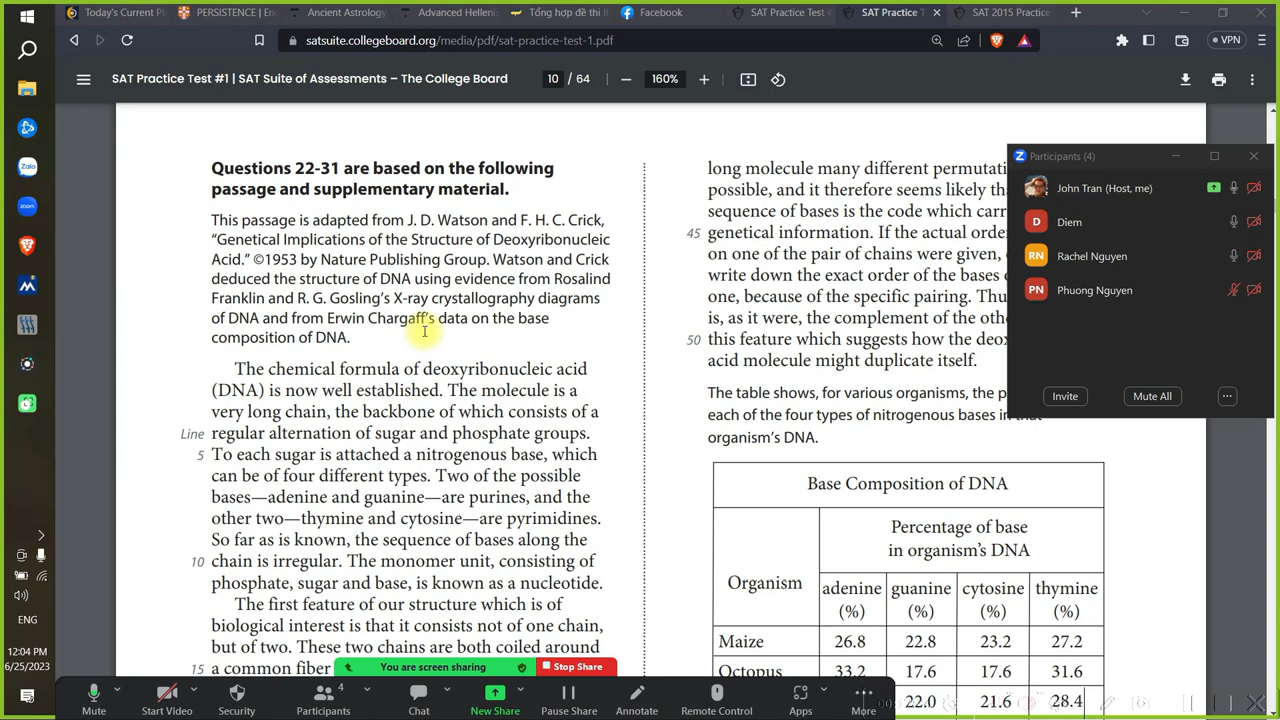 Today's Current Pl
PERSISTENCE | En
Ancient Astrology
Advanced Helleni
Tổng hợp đề thi I
Facebook
SAT Practice Test
SAT Practice T
SAT 2015 Practice
satsuite.collegeboard.org/media/pdf/sat-practice-test-1.pdf
VPN
SAT Practice Test #1 | SAT Suite of Assessments – The College Board
10 / 64
160%
Questions 22-31 are based on the following
passage and supplementary material.
This passage is adapted from J. D. Watson and F. H. C. Crick,
“Genetical Implications of the Structure of Deoxyribonucleic
Acid.” ©1953 by Nature Publishing Group. Watson and Crick
deduced the structure of DNA using evidence from Rosalind
Franklin and R. G. Gosling’s X-ray crystallography diagrams
of DNA and from Erwin Chargaff’s data on the base
composition of DNA.
The chemical formula of deoxyribonucleic acid
(DNA) is now well established. The molecule is a
very long chain, the backbone of which consists of a
Line regular alternation of sugar and phosphate groups.
5 To each sugar is attached a nitrogenous base, which
can be of four different types. Two of the possible
bases—adenine and guanine—are purines, and the
other two—thymine and cytosine—are pyrimidines.
So far as is known, the sequence of bases along the
10 chain is irregular. The monomer unit, consisting of
phosphate, sugar and base, is known as a nucleotide.
The first feature of our structure which is of
biological interest is that it consists not of one chain,
but of two. These two chains are both coiled around
15 a common fiber
long molecule many different permutati
possible, and it therefore seems likely tha
sequence of bases is the code which carr
45 genetical information. If the actual order
on one of the pair of chains were given,
write down the exact order of the bases
one, because of the specific pairing. Thu
is, as it were, the complement of the othe
50 this feature which suggests how the deox
acid molecule might duplicate itself.
The table shows, for various organisms, the p
each of the four types of nitrogenous bases in that
organism’s DNA.
Base Composition of DNA
Organism
Percentage of base
in organism’s DNA
adenine (%) guanine (%) cytosine (%) thymine (%)
Maize 26.8 22.8 23.2 27.2
Octopus 33.2 17.6 17.6 31.6
22.0 21.6 28.4
Participants (4)
John Tran (Host, me)
D Diem
RN Rachel Nguyen
PN Phuong Nguyen
Invite
Mute All
ENG
12:04 PM
6/25/2023
You are screen sharing
Stop Share
Mute
Start Video
Security
4
Participants
Chat
New Share
Pause Share
Annotate
Remote Control
Apps
More